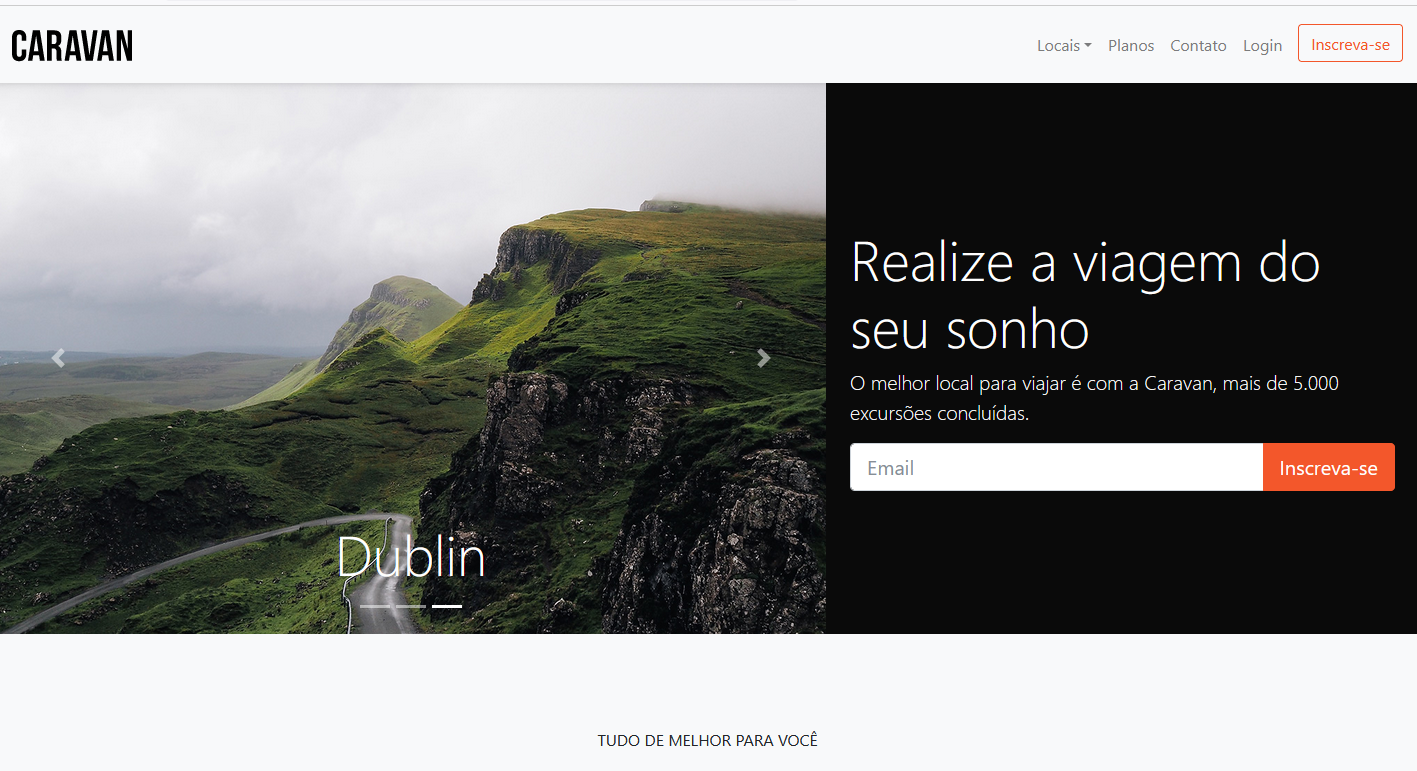 CARAVAN
Locais Planos Contato Login Inscreva-se
Realize a viagem do
seu sonho
O melhor local para viajar é com a Caravan, mais de 5.000
excursões concluídas.
Email Inscreva-se
Dublin
TUDO DE MELHOR PARA VOCÊ